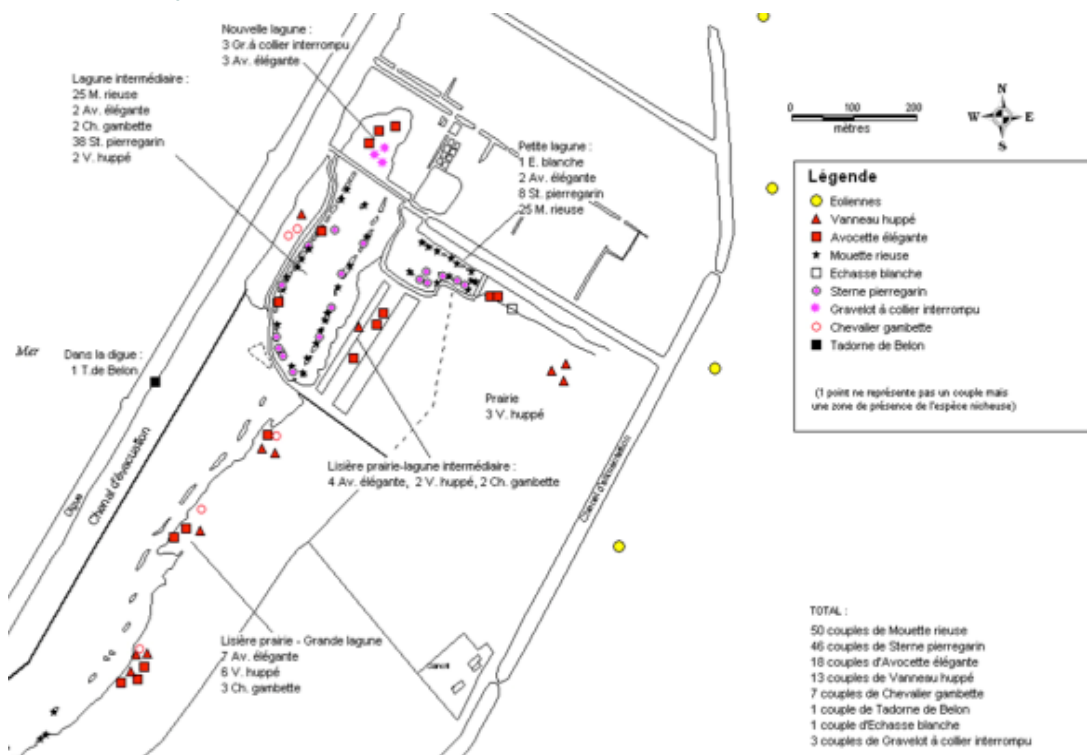 Nouvelle lagune :
3 Gr.à collier interrompu
3 Av. élégante
Lagune intermédiaire :
25 M. rieuse
2 Av. élégante
2 Ch. gambette
38 St. pierregarin
2 V. huppé
Petite lagune :
1 E. blanche
2 Av. élégante
8 St. pierregarin
25 M. rieuse
0 100 200
mètres
N
W E
S
Légende
Eoliennes
Vanneau huppé
Avocette élégante
Mouette rieuse
Echasse blanche
Sterne pierregarin
Gravelot à collier interrompu
Chevalier gambette
Tadorne de Belon
(1 point ne représente pas un couple mais
une zone de présence de l'espèce nicheuse)
Mer
Dans la digue :
1 T.de Belon
Prairie
3 V. huppé
Digue
Chenal d'évacuation
Lisière prairie-lagune intermédiaire :
4 Av. élégante, 2 V. huppé, 2 Ch. gambette
Chenal d'alimentation
Lisière prairie - Grande lagune
7 Av. élégante
6 V. huppé
3 Ch. gambette
TOTAL :
50 couples de Mouette rieuse
46 couples de Sterne pierregarin
18 couples d'Avocette élégante
13 couples de Vanneau huppé
7 couples de Chevalier gambette
1 couple de Tadorne de Belon
1 couple d'Echasse blanche
3 couples de Gravelot à collier interrompu